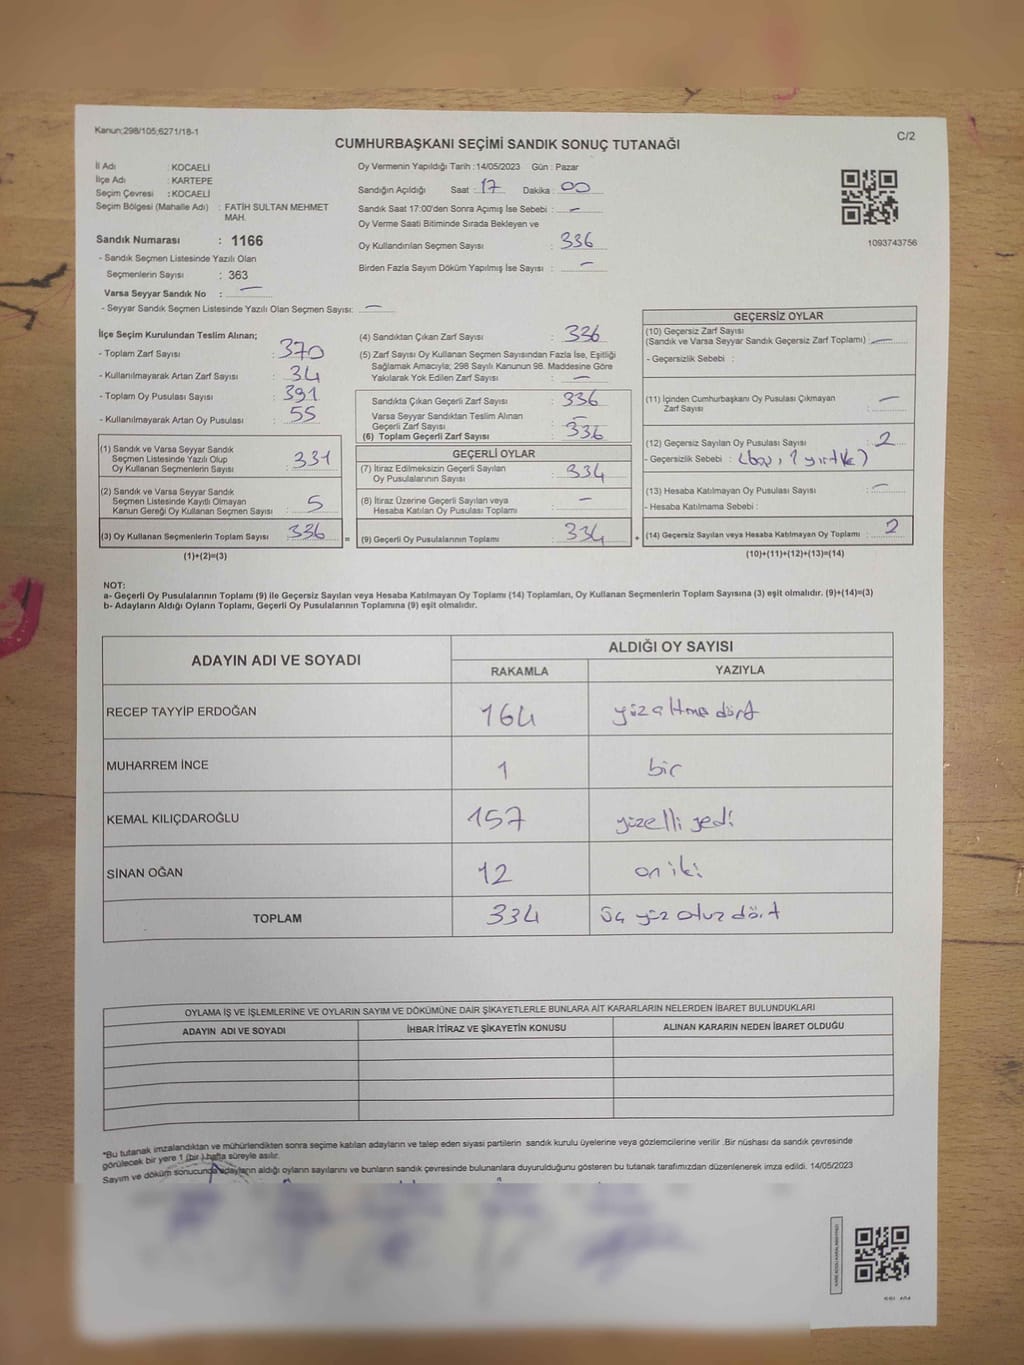 Kanun;298/105;6271/18-1
C/2
CUMHURBAŞKANI SEÇİMİ SANDIK SONUÇ TUTANAĞI
İl Adı : KOCAELİ
İlçe Adı : KARTEPE
Seçim Çevresi : KOCAELİ
Seçim Bölgesi (Mahalle Adı) : FATİH SULTAN MEHMET
MAH.
Sandık Numarası : 1166
- Sandık Seçmen Listesinde Yazılı Olan
Seçmenlerin Sayısı : 363
Varsa Seyyar Sandık No : —
- Seyyar Sandık Seçmen Listesinde Yazılı Olan Seçmen Sayısı: —
Oy Vermenin Yapıldığı Tarih :14/05/2023 Gün : Pazar
Sandığın Açıldığı Saat : 17 Dakika : 00
Sandık Saat 17:00'den Sonra Açımış İse Sebebi : —
Oy Verme Saati Bitiminde Sırada Bekleyen ve
Oy Kullandırılan Seçmen Sayısı : 336
Birden Fazla Sayım Döküm Yapılmış İse Sayısı : —
1093743756
İlçe Seçim Kurulundan Teslim Alınan;
- Toplam Zarf Sayısı : 370
- Kullanılmayarak Artan Zarf Sayısı : 34
- Toplam Oy Pusulası Sayısı : 391
- Kullanılmayarak Artan Oy Pusulası : 55
(1) Sandık ve Varsa Seyyar Sandık
Seçmen Listesinde Yazılı Olup
Oy Kullanan Seçmenlerin Sayısı : 331
(2) Sandık ve Varsa Seyyar Sandık
Seçmen Listesinde Kayıtlı Olmayan
Kanun Gereği Oy Kullanan Seçmen Sayısı : 5
(3) Oy Kullanan Seçmenlerin Toplam Sayısı : 336
(1)+(2)=(3)
(4) Sandıktan Çıkan Zarf Sayısı : 336
(5) Zarf Sayısı Oy Kullanan Seçmen Sayısından Fazla İse, Eşitliği
Sağlamak Amacıyla; 298 Sayılı Kanunun 98. Maddesine Göre
Yakılarak Yok Edilen Zarf Sayısı : —
Sandıkta Çıkan Geçerli Zarf Sayısı : 336
Varsa Seyyar Sandıktan Teslim Alınan
Geçerli Zarf Sayısı : —
(6) Toplam Geçerli Zarf Sayısı : 336
GEÇERLİ OYLAR
(7) İtiraz Edilmeksizin Geçerli Sayılan
Oy Pusulalarının Sayısı : 334
(8) İtiraz Üzerine Geçerli Sayılan veya
Hesaba Katılan Oy Pusulası Toplamı : —
= (9) Geçerli Oy Pusulalarının Toplamı : 334
GEÇERSİZ OYLAR
(10) Geçersiz Zarf Sayısı
(Sandık ve Varsa Seyyar Sandık Geçersiz Zarf Toplamı) : —
- Geçersizlik Sebebi :
(11) İçinden Cumhurbaşkanı Oy Pusulası Çıkmayan
Zarf Sayısı : —
(12) Geçersiz Sayılan Oy Pusulası Sayısı : 2
- Geçersizlik Sebebi :
(13) Hesaba Katılmayan Oy Pusulası Sayısı : —
- Hesaba Katılmama Sebebi :
+ (14) Geçersiz Sayılan veya Hesaba Katılmayan Oy Toplamı : 2
(10)+(11)+(12)+(13)=(14)
NOT:
a- Geçerli Oy Pusulalarının Toplamı (9) ile Geçersiz Sayılan veya Hesaba Katılmayan Oy Toplamı (14) Toplamları, Oy Kullanan Seçmenlerin Toplam Sayısına (3) eşit olmalıdır. (9)+(14)=(3)
b- Adayların Aldığı Oyların Toplamı, Geçerli Oy Pusulalarının Toplamına (9) eşit olmalıdır.
ADAYIN ADI VE SOYADI
ALDIĞI OY SAYISI
RAKAMLA YAZIYLA
RECEP TAYYİP ERDOĞAN 164 yüzaltmış dört
MUHARREM İNCE 1 bir
KEMAL KILIÇDAROĞLU 157 yüzelli yedi
SİNAN OĞAN 12 on iki
TOPLAM 334 üç yüz otuz dört
OYLAMA İŞ VE İŞLEMLERİNE VE OYLARIN SAYIM VE DÖKÜMÜNE DAİR ŞİKAYETLERLE BUNLARA AİT KARARLARIN NELERDEN İBARET BULUNDUKLARI
ADAYIN ADI VE SOYADI İHBAR İTİRAZ VE ŞİKAYETİN KONUSU ALINAN KARARIN NEDEN İBARET OLDUĞU
*Bu tutanak imzalandıktan ve mühürlendikten sonra seçime katılan adayların ve talep eden siyasi partilerin sandık kurulu üyelerine veya gözlemcilerine verilir .Bir nüshası da sandık çevresinde
görülecek bir yere 1 (bir ) hafta süreyle asılır.
Sayım ve döküm sonucunda adayların aldığı oyların sayılarını ve bunların sandık çevresinde bulunanlara duyurulduğunu gösteren bu tutanak tarafımızdan düzenlenerek imza edildi. 14/05/2023